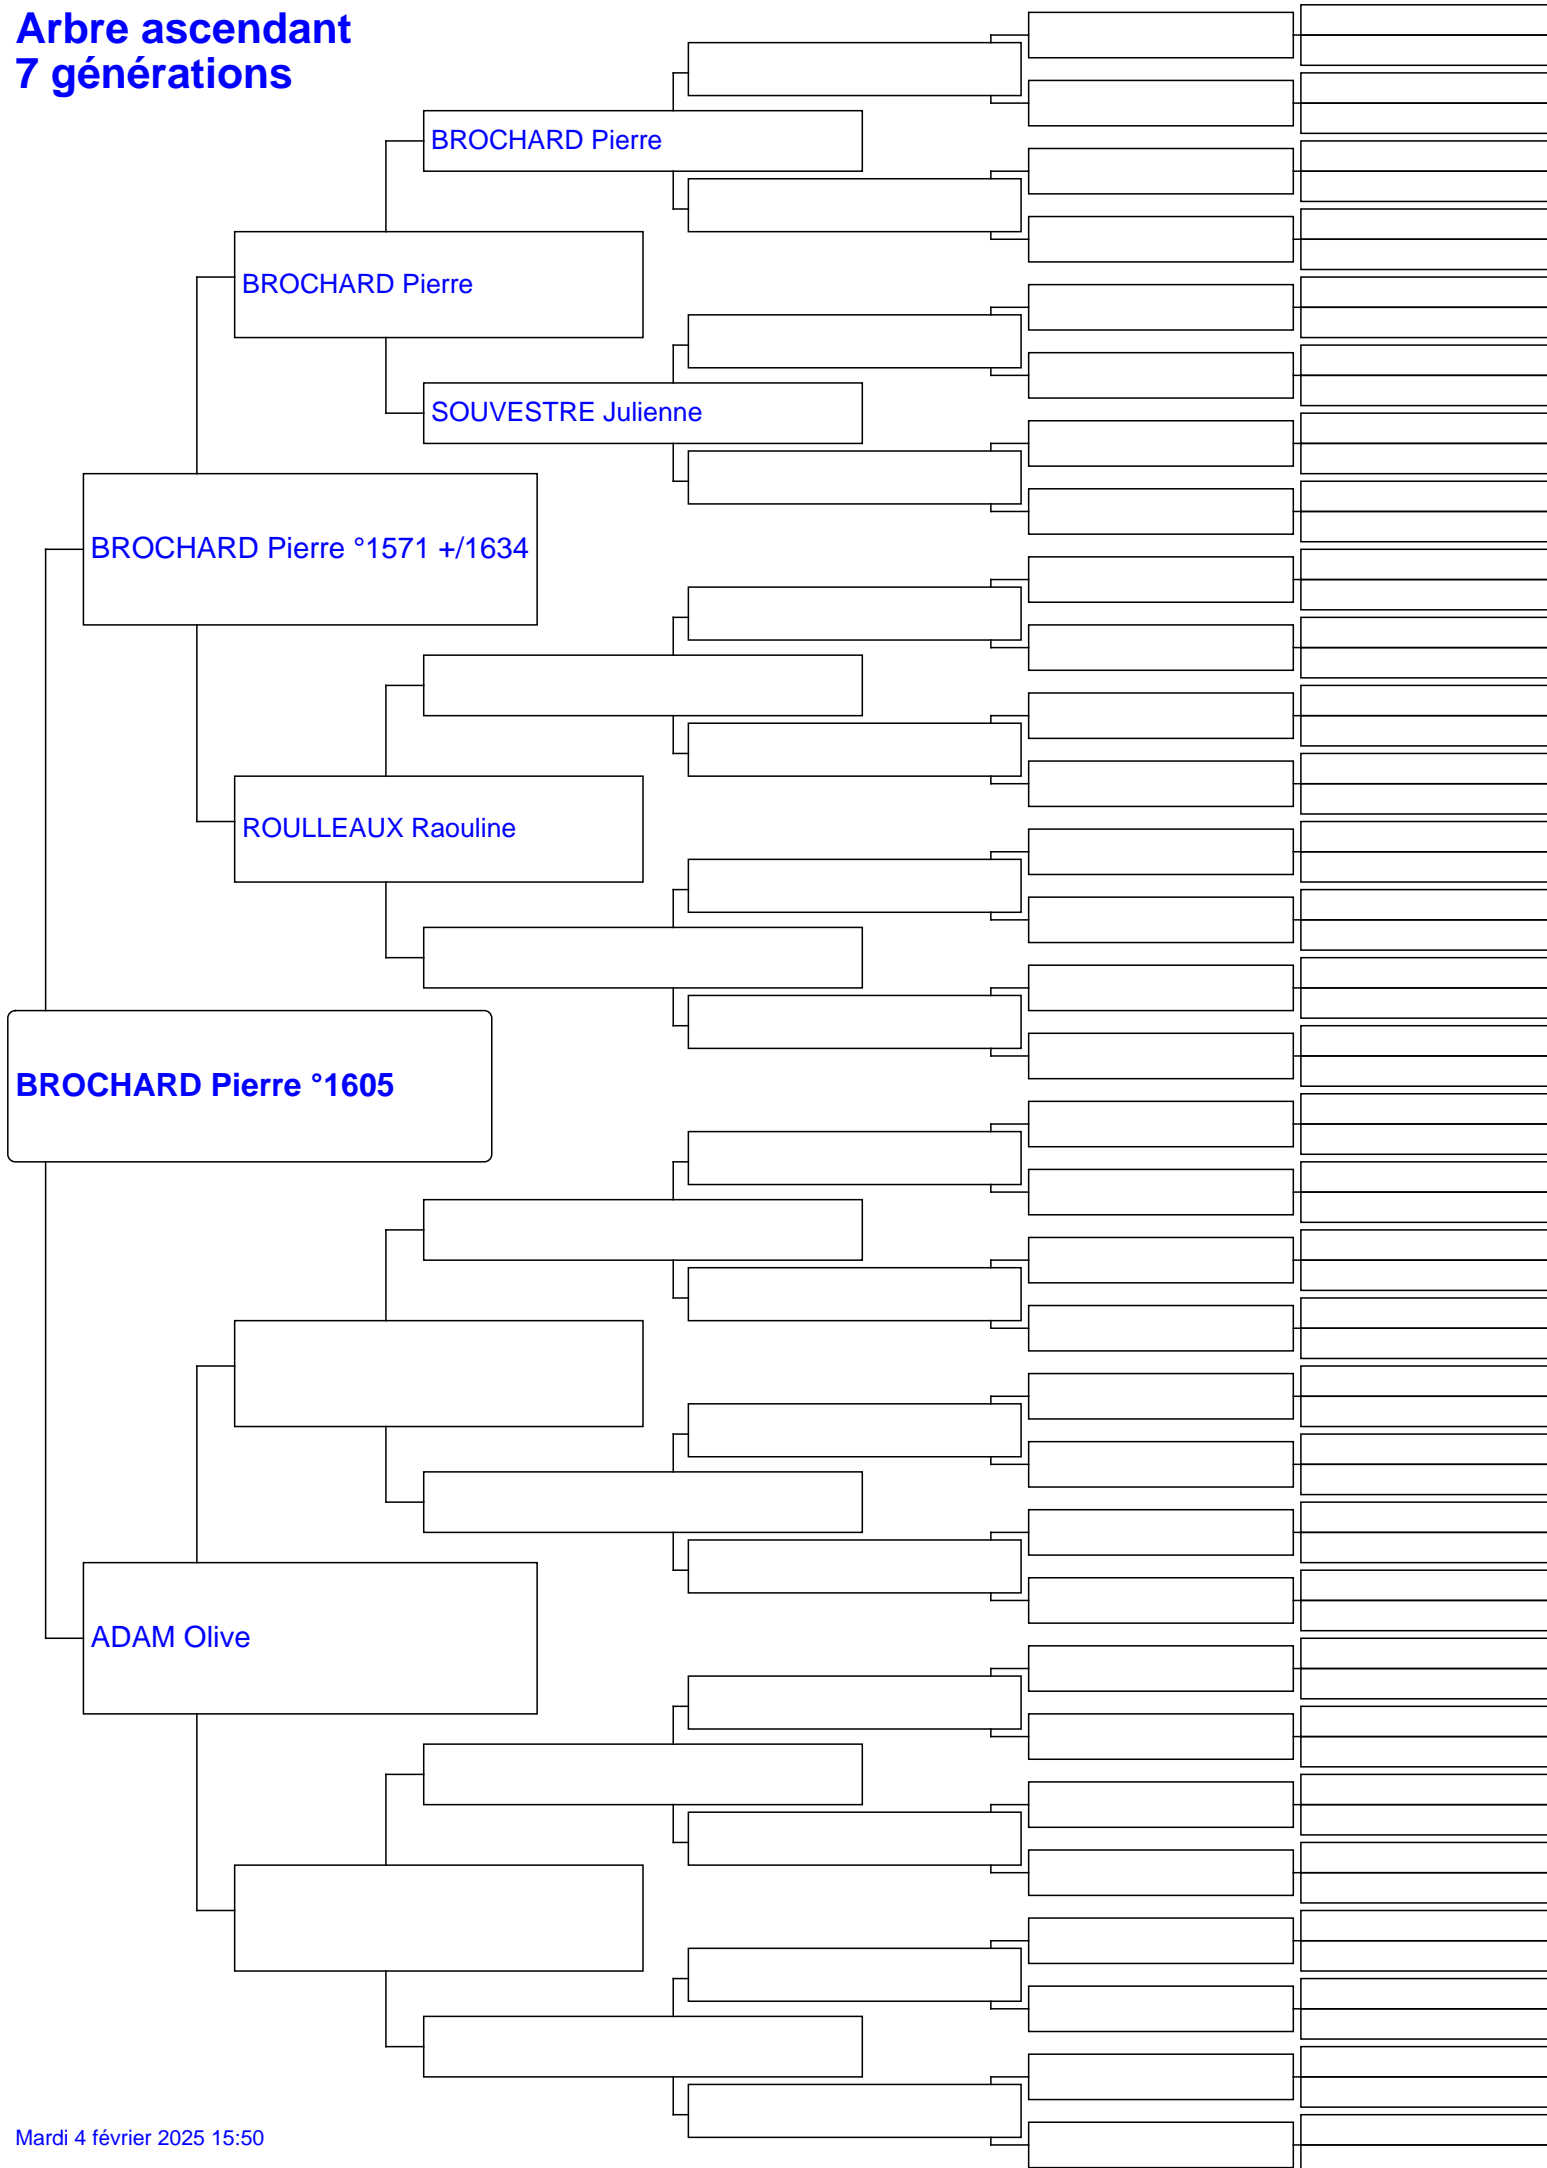 Arbre ascendant
7 générations
BROCHARD Pierre
BROCHARD Pierre
SOUVESTRE Julienne
BROCHARD Pierre °1571 +/1634
ROULLEAUX Raouline
BROCHARD Pierre °1605
ADAM Olive
Mardi 4 février 2025 15:50